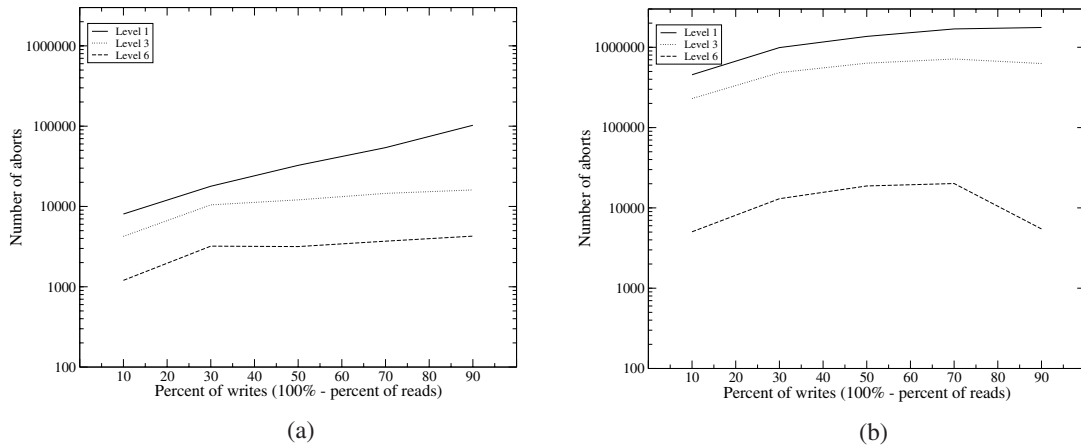 Level 1
Level 3
Level 6
1000000
100000
10000
1000
100
Number of aborts
10 20 30 40 50 60 70 80 90
Percent of writes (100% - percent of reads)
(a)
Level 1
Level 3
Level 6
1000000
100000
10000
1000
100
Number of aborts
10 20 30 40 50 60 70 80 90
Percent of writes (100% - percent of reads)
(b)